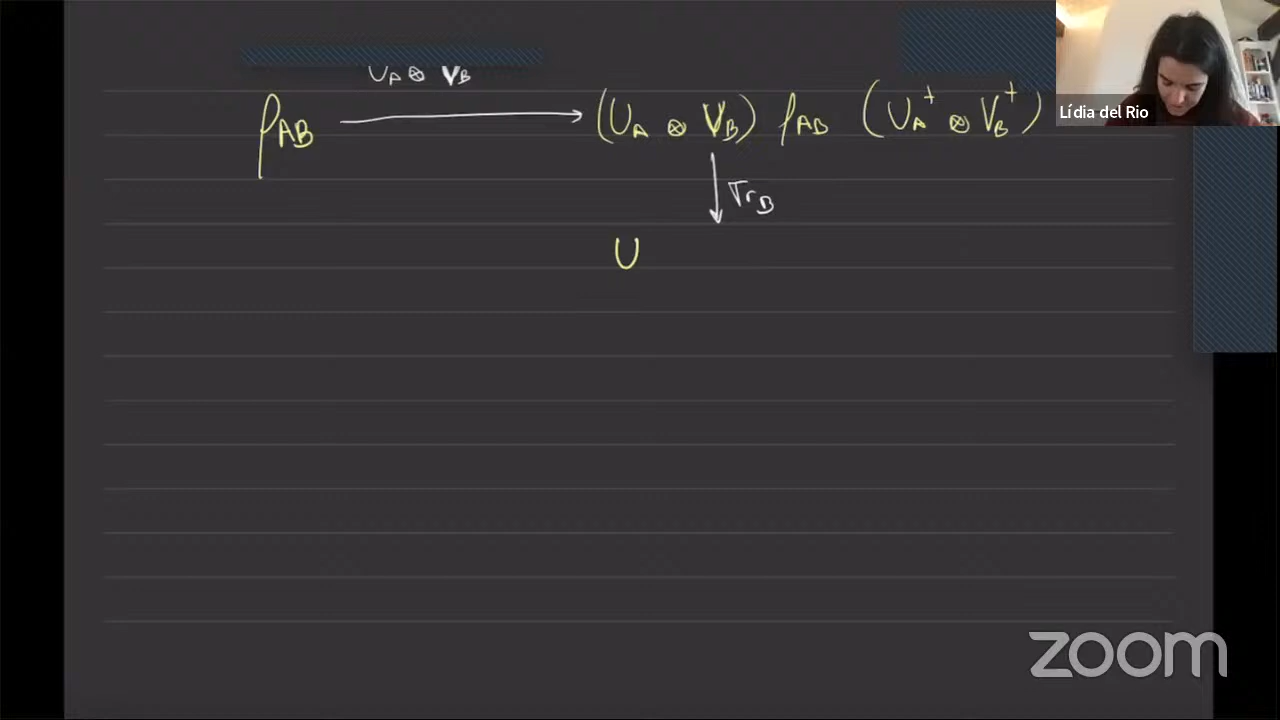 U_A ⊗ V_B
ρ_AB → (U_A ⊗ V_B) ρ_AB (U_A^† ⊗ V_B^†)
↓ Tr_B
U
Lídia del Rio
zoom